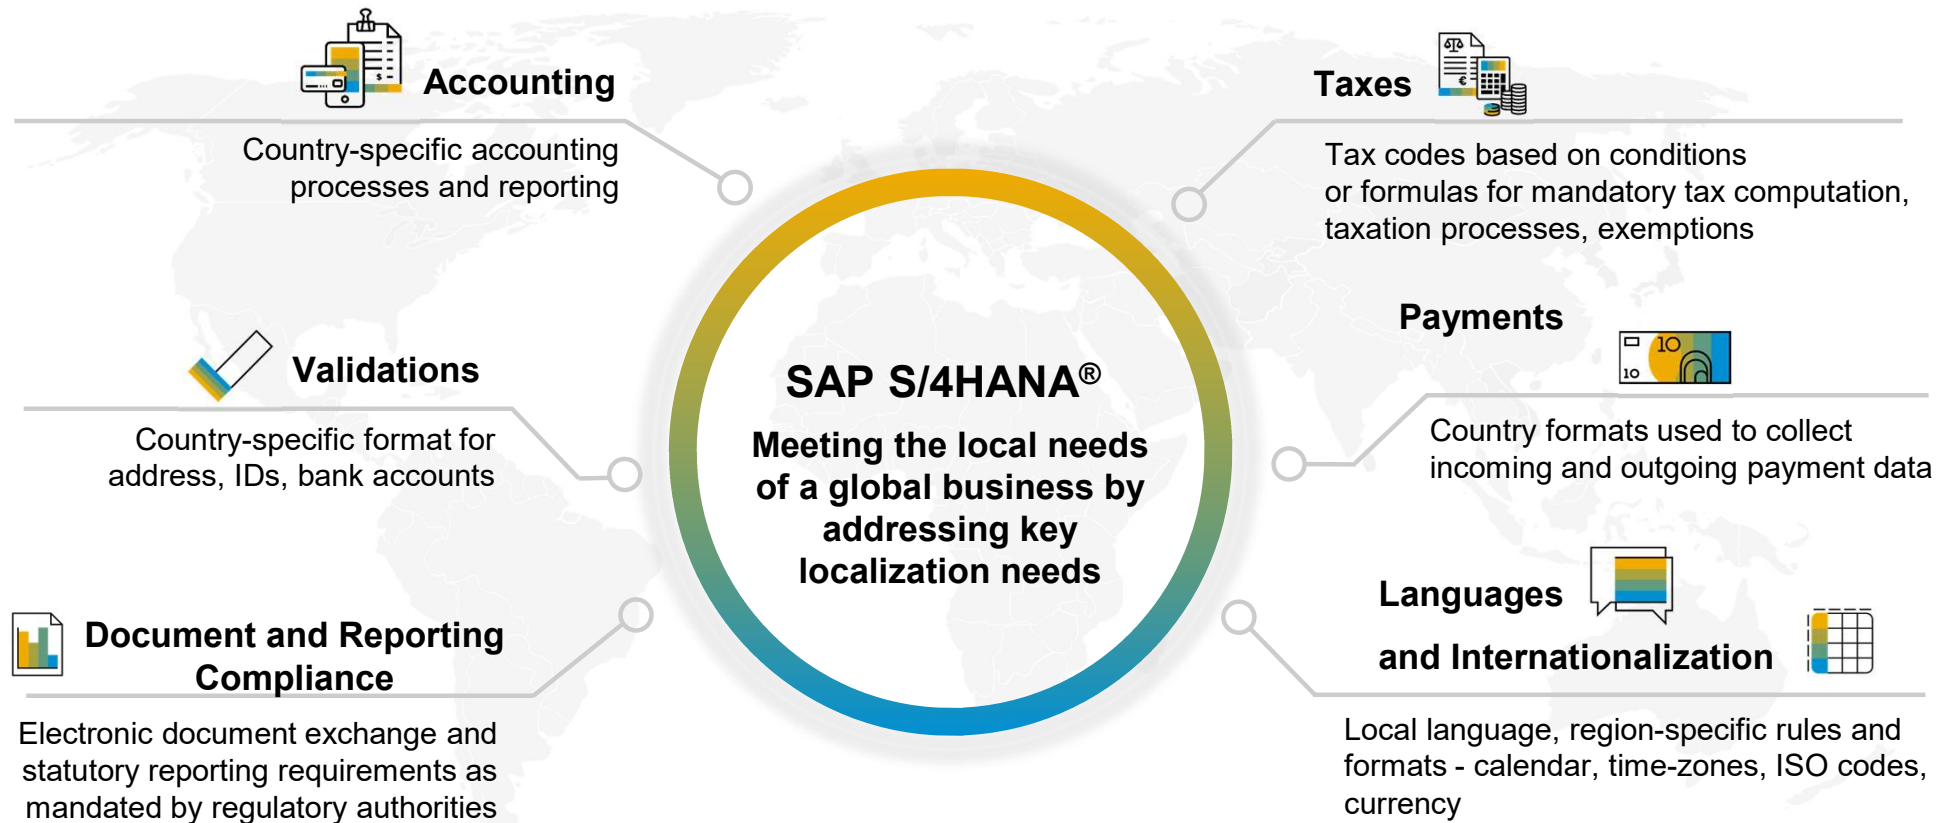 Accounting
Country-specific accounting
processes and reporting
Validations
Country-specific format for
address, IDs, bank accounts
Document and Reporting
Compliance
Electronic document exchange and
statutory reporting requirements as
mandated by regulatory authorities
SAP S/4HANA®
Meeting the local needs
of a global business by
addressing key
localization needs
Taxes
€
Tax codes based on conditions
or formulas for mandatory tax computation,
taxation processes, exemptions
Payments
10
10
Country formats used to collect
incoming and outgoing payment data
Languages
and Internationalization
Local language, region-specific rules and
formats - calendar, time-zones, ISO codes,
currency
$